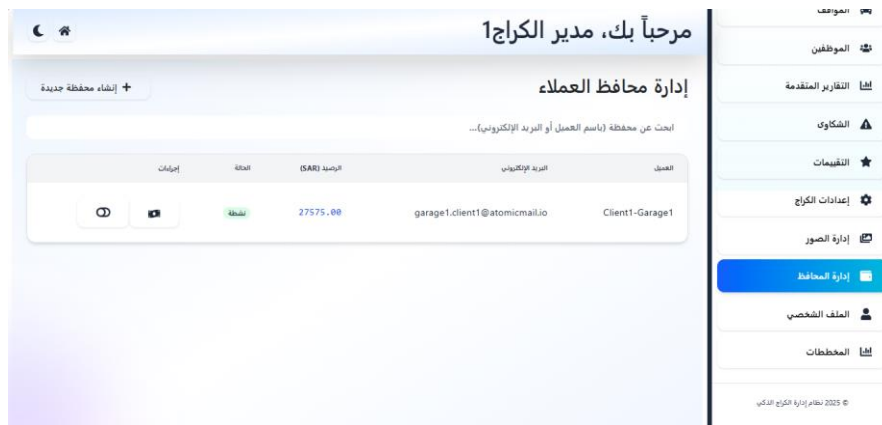 المواقف
الموظفين
التقارير المتقدمة
الشكاوى
التقييمات
إعدادات الكراج
إدارة الصور
إدارة المحافظ
الملف الشخصي
المخططات
© 2025 نظام إدارة الكراج الذكي
مرحباً بك، مدير الكراج1
إدارة محافظ العملاء
+ إنشاء محفظة جديدة
ابحث عن محفظة (باسم العميل أو البريد الإلكتروني)...
العميل البريد الإلكتروني الرصيد (SAR) الحالة إجراءات
Client1-Garage1 garage1.client1@atomicmail.io 27575.00 نشطة